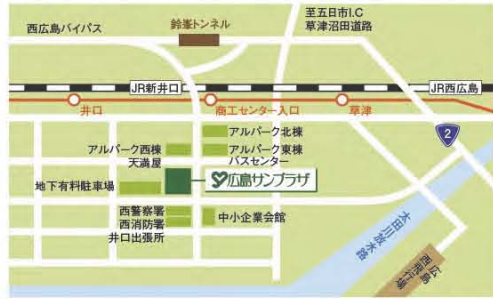 西広島バイパス
鈴峯トンネル
至五日市I.C
草津沼田道路
JR新井口
JR西広島
井口
商工センター入口
草津
2
アルパーク北棟
アルパーク西棟
天満屋
アルパーク東棟
バスセンター
地下有料駐車場
広島サンプラザ
西警察署
西消防署
井口出張所
中小企業会館
太田川放水路
広島
西飛行場